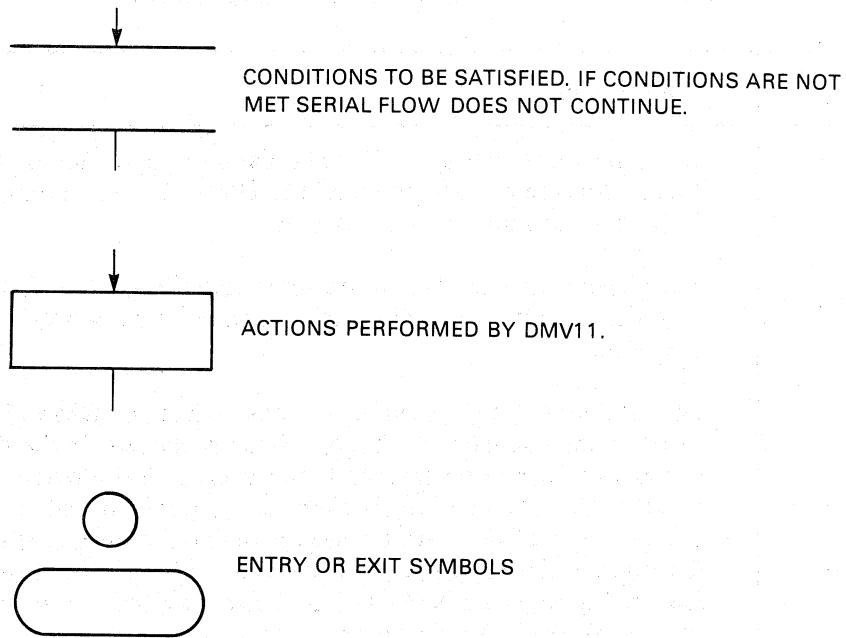 CONDITIONS TO BE SATISFIED. IF CONDITIONS ARE NOT
MET SERIAL FLOW DOES NOT CONTINUE.
ACTIONS PERFORMED BY DMV11.
ENTRY OR EXIT SYMBOLS